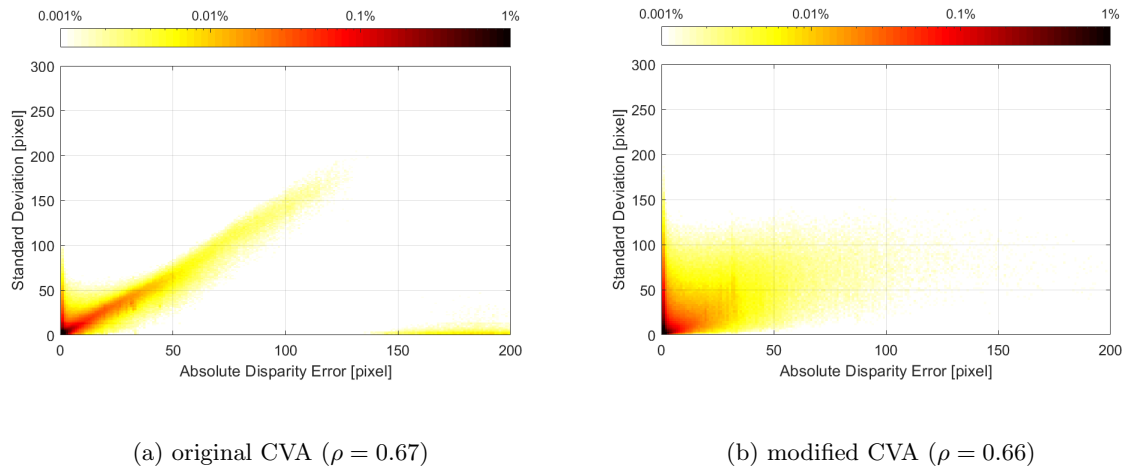 0.001% 0.01% 0.1% 1%
300
250
200
150
100
50
0
Standard Deviation [pixel]
0 50 100 150 200
Absolute Disparity Error [pixel]
(a) original CVA (ρ = 0.67)
0.001% 0.01% 0.1% 1%
300
250
200
150
100
50
0
Standard Deviation [pixel]
0 50 100 150 200
Absolute Disparity Error [pixel]
(b) modified CVA (ρ = 0.66)